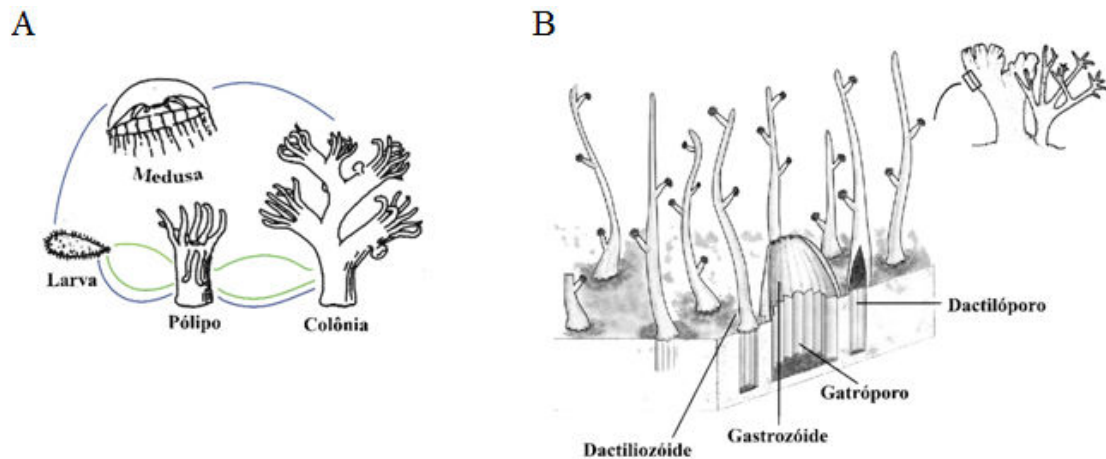 A
B
Medusa
Larva
Pólipo
Colônia
Dactilóporo
Gatróporo
Gastrozóide
Dactiliozóide